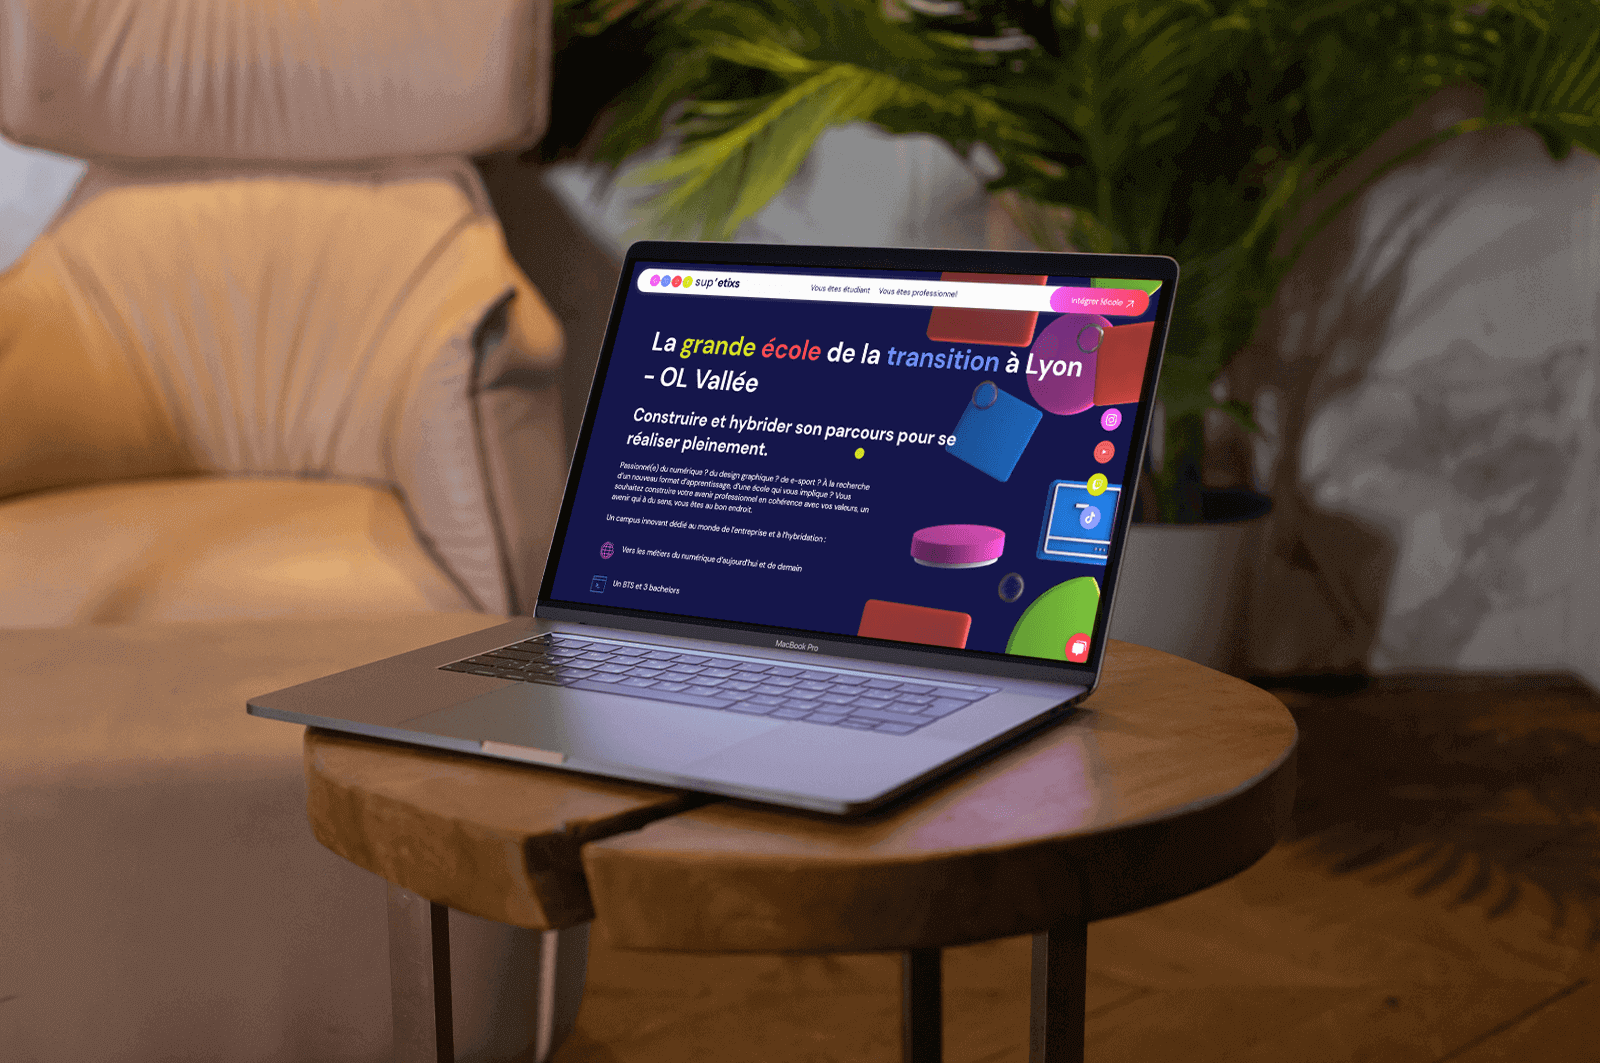 sup'etixs
Vous êtes étudiant
Vous êtes professionnel
Intégrer l'école
La grande école de la transition à Lyon
- OL Vallée
Construire et hybrider son parcours pour se
réaliser pleinement.
Passionné(e) du numérique ? du design graphique ? de e-sport ? À la recherche
d'un nouveau format d'apprentissage, d'une école qui vous implique ? Vous
souhaitez construire votre avenir professionnel en cohérence avec vos valeurs, un
avenir qui à du sens, vous êtes au bon endroit.
Un campus innovant dédié au monde de l'entreprise et à l'hybridation :
Vers les métiers du numérique d'aujourd'hui et de demain
Un BTS et 3 bachelors
MacBook Pro